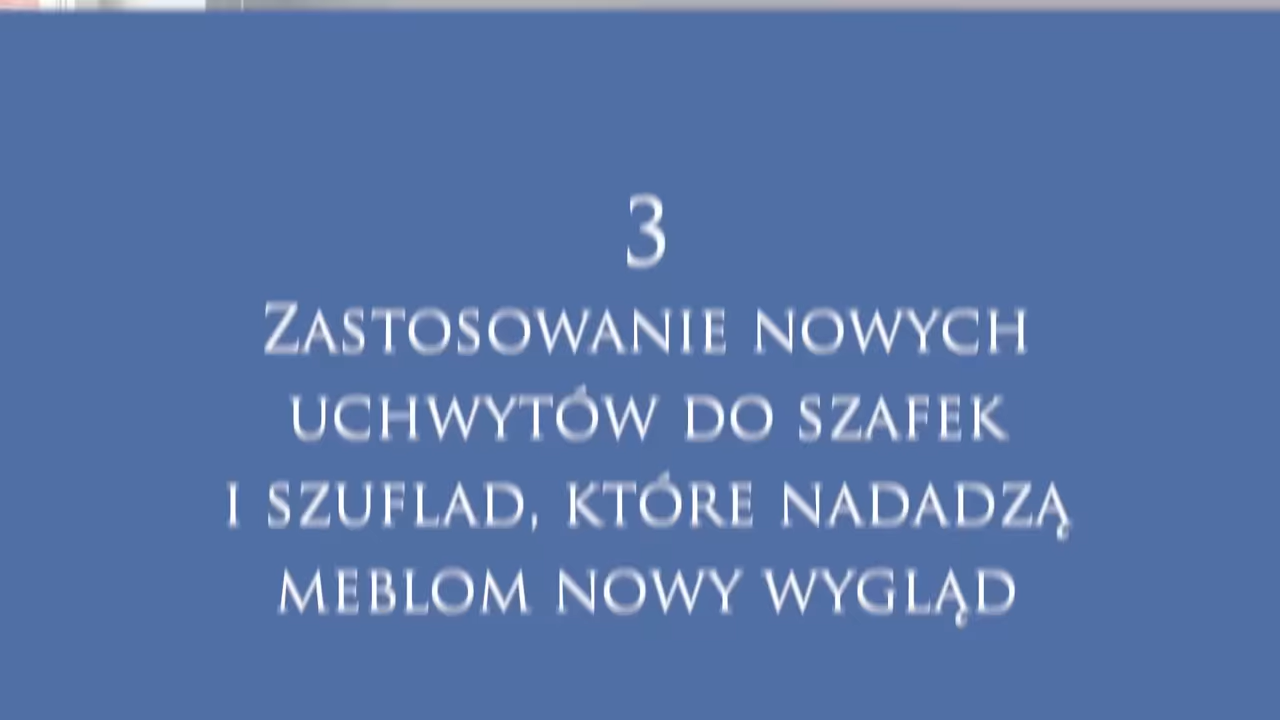 3
Zastosowanie nowych
uchwytów do szafek
i szuflad, które nadadzą
meblom nowy wygląd